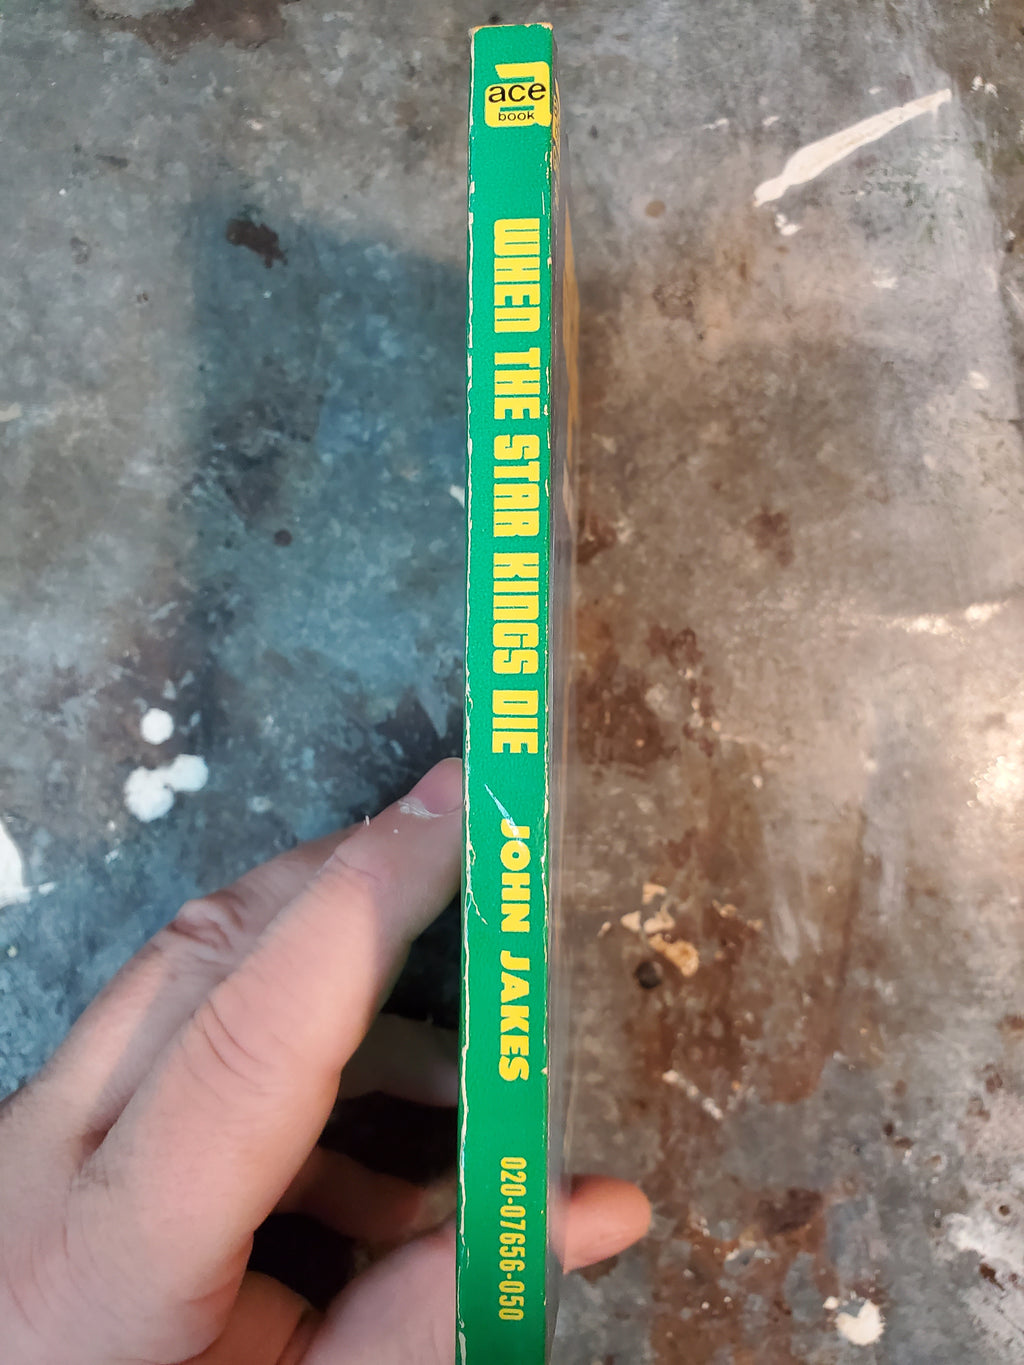 ace
book
WHEN THE STAR KINGS DIE
JOHN JAKES
020-07656-050